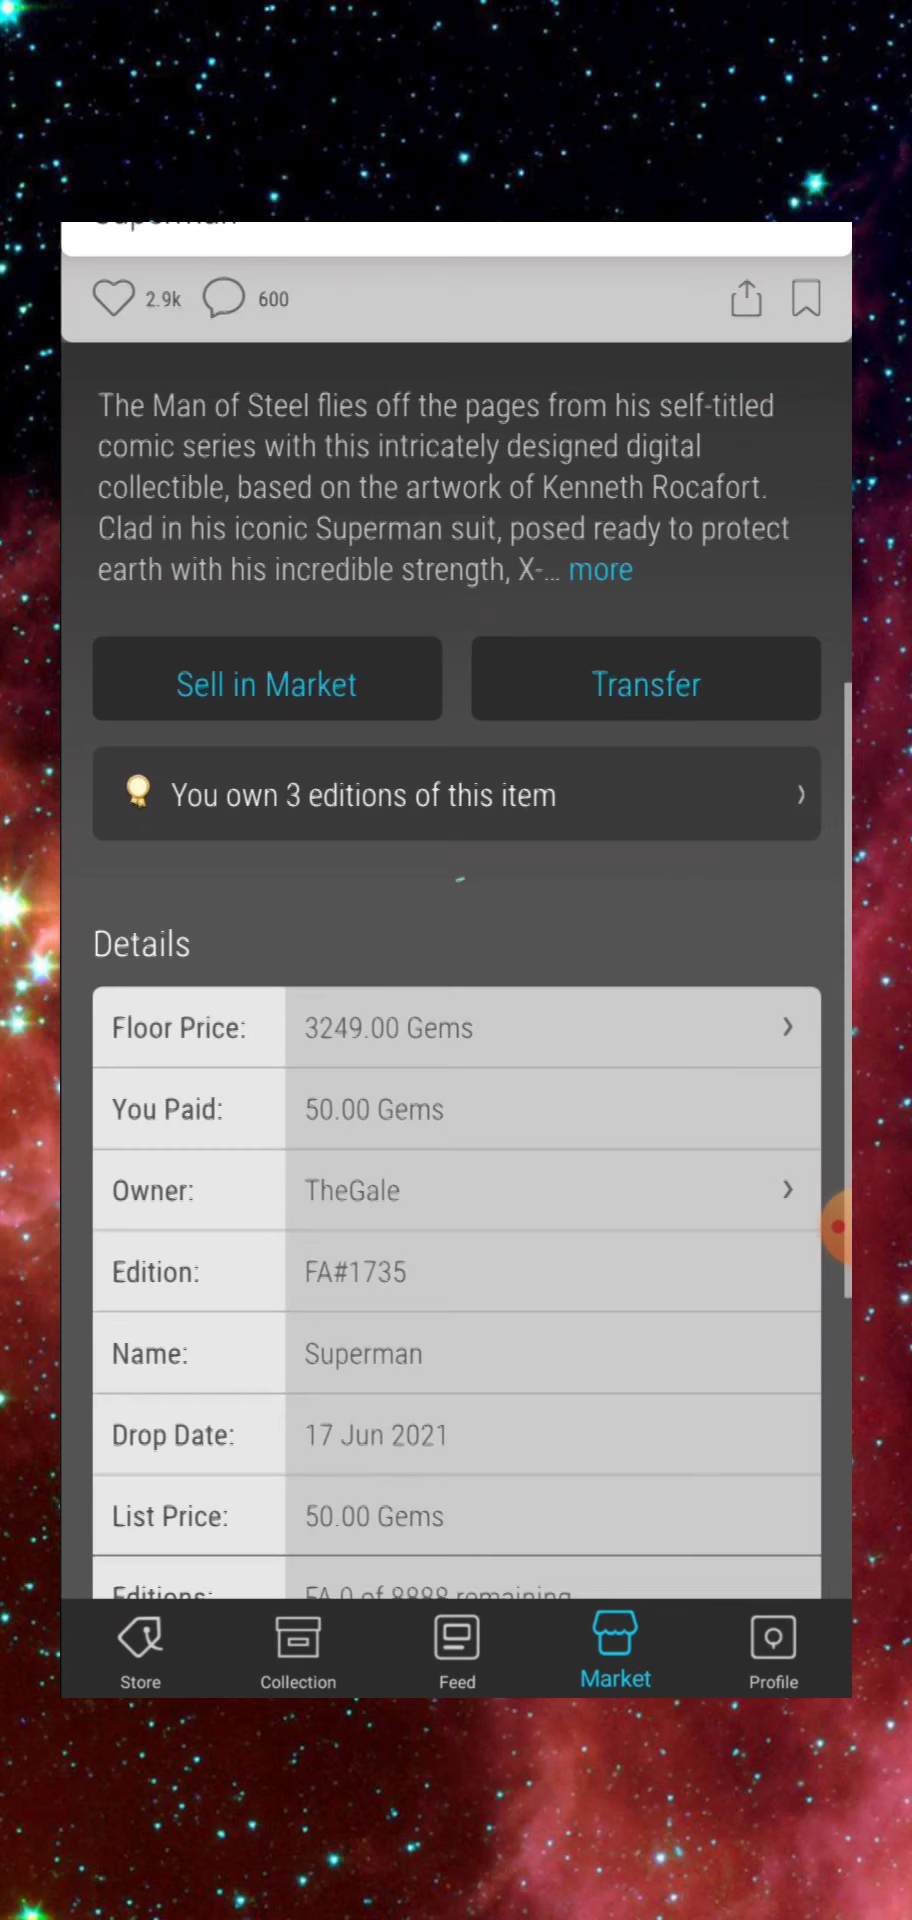 Superman
2.9k 600
The Man of Steel flies off the pages from his self-titled
comic series with this intricately designed digital
collectible, based on the artwork of Kenneth Rocafort.
Clad in his iconic Superman suit, posed ready to protect
earth with his incredible strength, X-... more
Sell in Market Transfer
You own 3 editions of this item
Details
Floor Price: 3249.00 Gems
You Paid: 50.00 Gems
Owner: TheGale
Edition: FA#1735
Name: Superman
Drop Date: 17 Jun 2021
List Price: 50.00 Gems
Editions: FA 0 of 8888 remaining
Store Collection Feed Market Profile